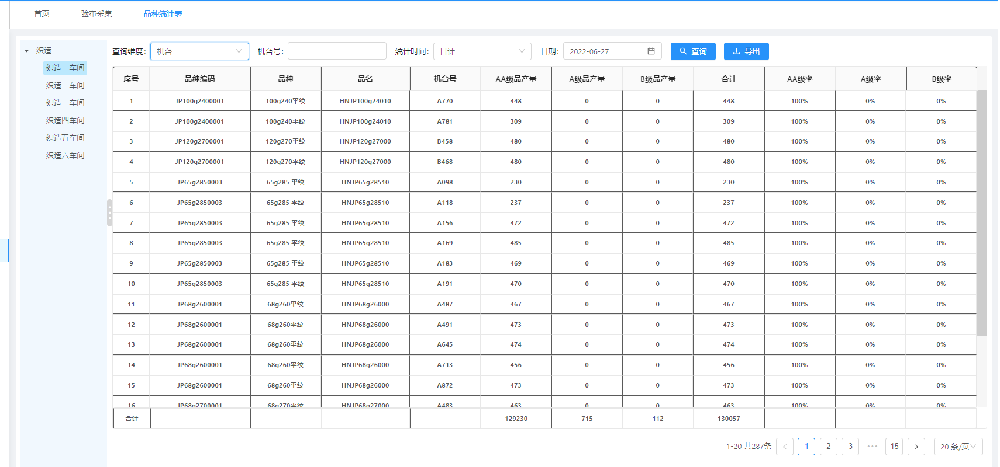 首页 验布采集 品种统计表
织造
织造一车间
织造二车间
织造三车间
织造四车间
织造五车间
织造六车间
查询维度: 机台 机台号: 统计时间: 日计 日期: 2022-06-27 查询 导出
序号 品种编码 品种 品名 机台号 AA级品产量 A级品产量 B级品产量 合计 AA级率 A级率 B级率
1 JP100g2400001 100g240平纹 HNJP100g24010 A770 448 0 0 448 100% 0% 0%
2 JP100g2400001 100g240平纹 HNJP100g24010 A781 309 0 0 309 100% 0% 0%
3 JP120g2700001 120g270平纹 HNJP120g27000 B458 480 0 0 480 100% 0% 0%
4 JP120g2700001 120g270平纹 HNJP120g27000 B468 480 0 0 480 100% 0% 0%
5 JP65g2850003 65g285 平纹 HNJP65g28510 A098 230 0 0 230 100% 0% 0%
6 JP65g2850003 65g285 平纹 HNJP65g28510 A118 237 0 0 237 100% 0% 0%
7 JP65g2850003 65g285 平纹 HNJP65g28510 A156 472 0 0 472 100% 0% 0%
8 JP65g2850003 65g285 平纹 HNJP65g28510 A169 485 0 0 485 100% 0% 0%
9 JP65g2850003 65g285 平纹 HNJP65g28510 A183 469 0 0 469 100% 0% 0%
10 JP65g2850003 65g285 平纹 HNJP65g28510 A191 470 0 0 470 100% 0% 0%
11 JP68g2600001 68g260平纹 HNJP68g26000 A487 467 0 0 467 100% 0% 0%
12 JP68g2600001 68g260平纹 HNJP68g26000 A491 473 0 0 473 100% 0% 0%
13 JP68g2600001 68g260平纹 HNJP68g26000 A645 474 0 0 474 100% 0% 0%
14 JP68g2600001 68g260平纹 HNJP68g26000 A713 456 0 0 456 100% 0% 0%
15 JP68g2600001 68g260平纹 HNJP68g26000 A872 473 0 0 473 100% 0% 0%
16 JP68g2700001 68g270平纹 HNJP68g27000 A483 463 0 0 463 100% 0% 0%
合计 129230 715 112 130057
1-20 共287条 < 1 2 3 ••• 15 > 20 条/页